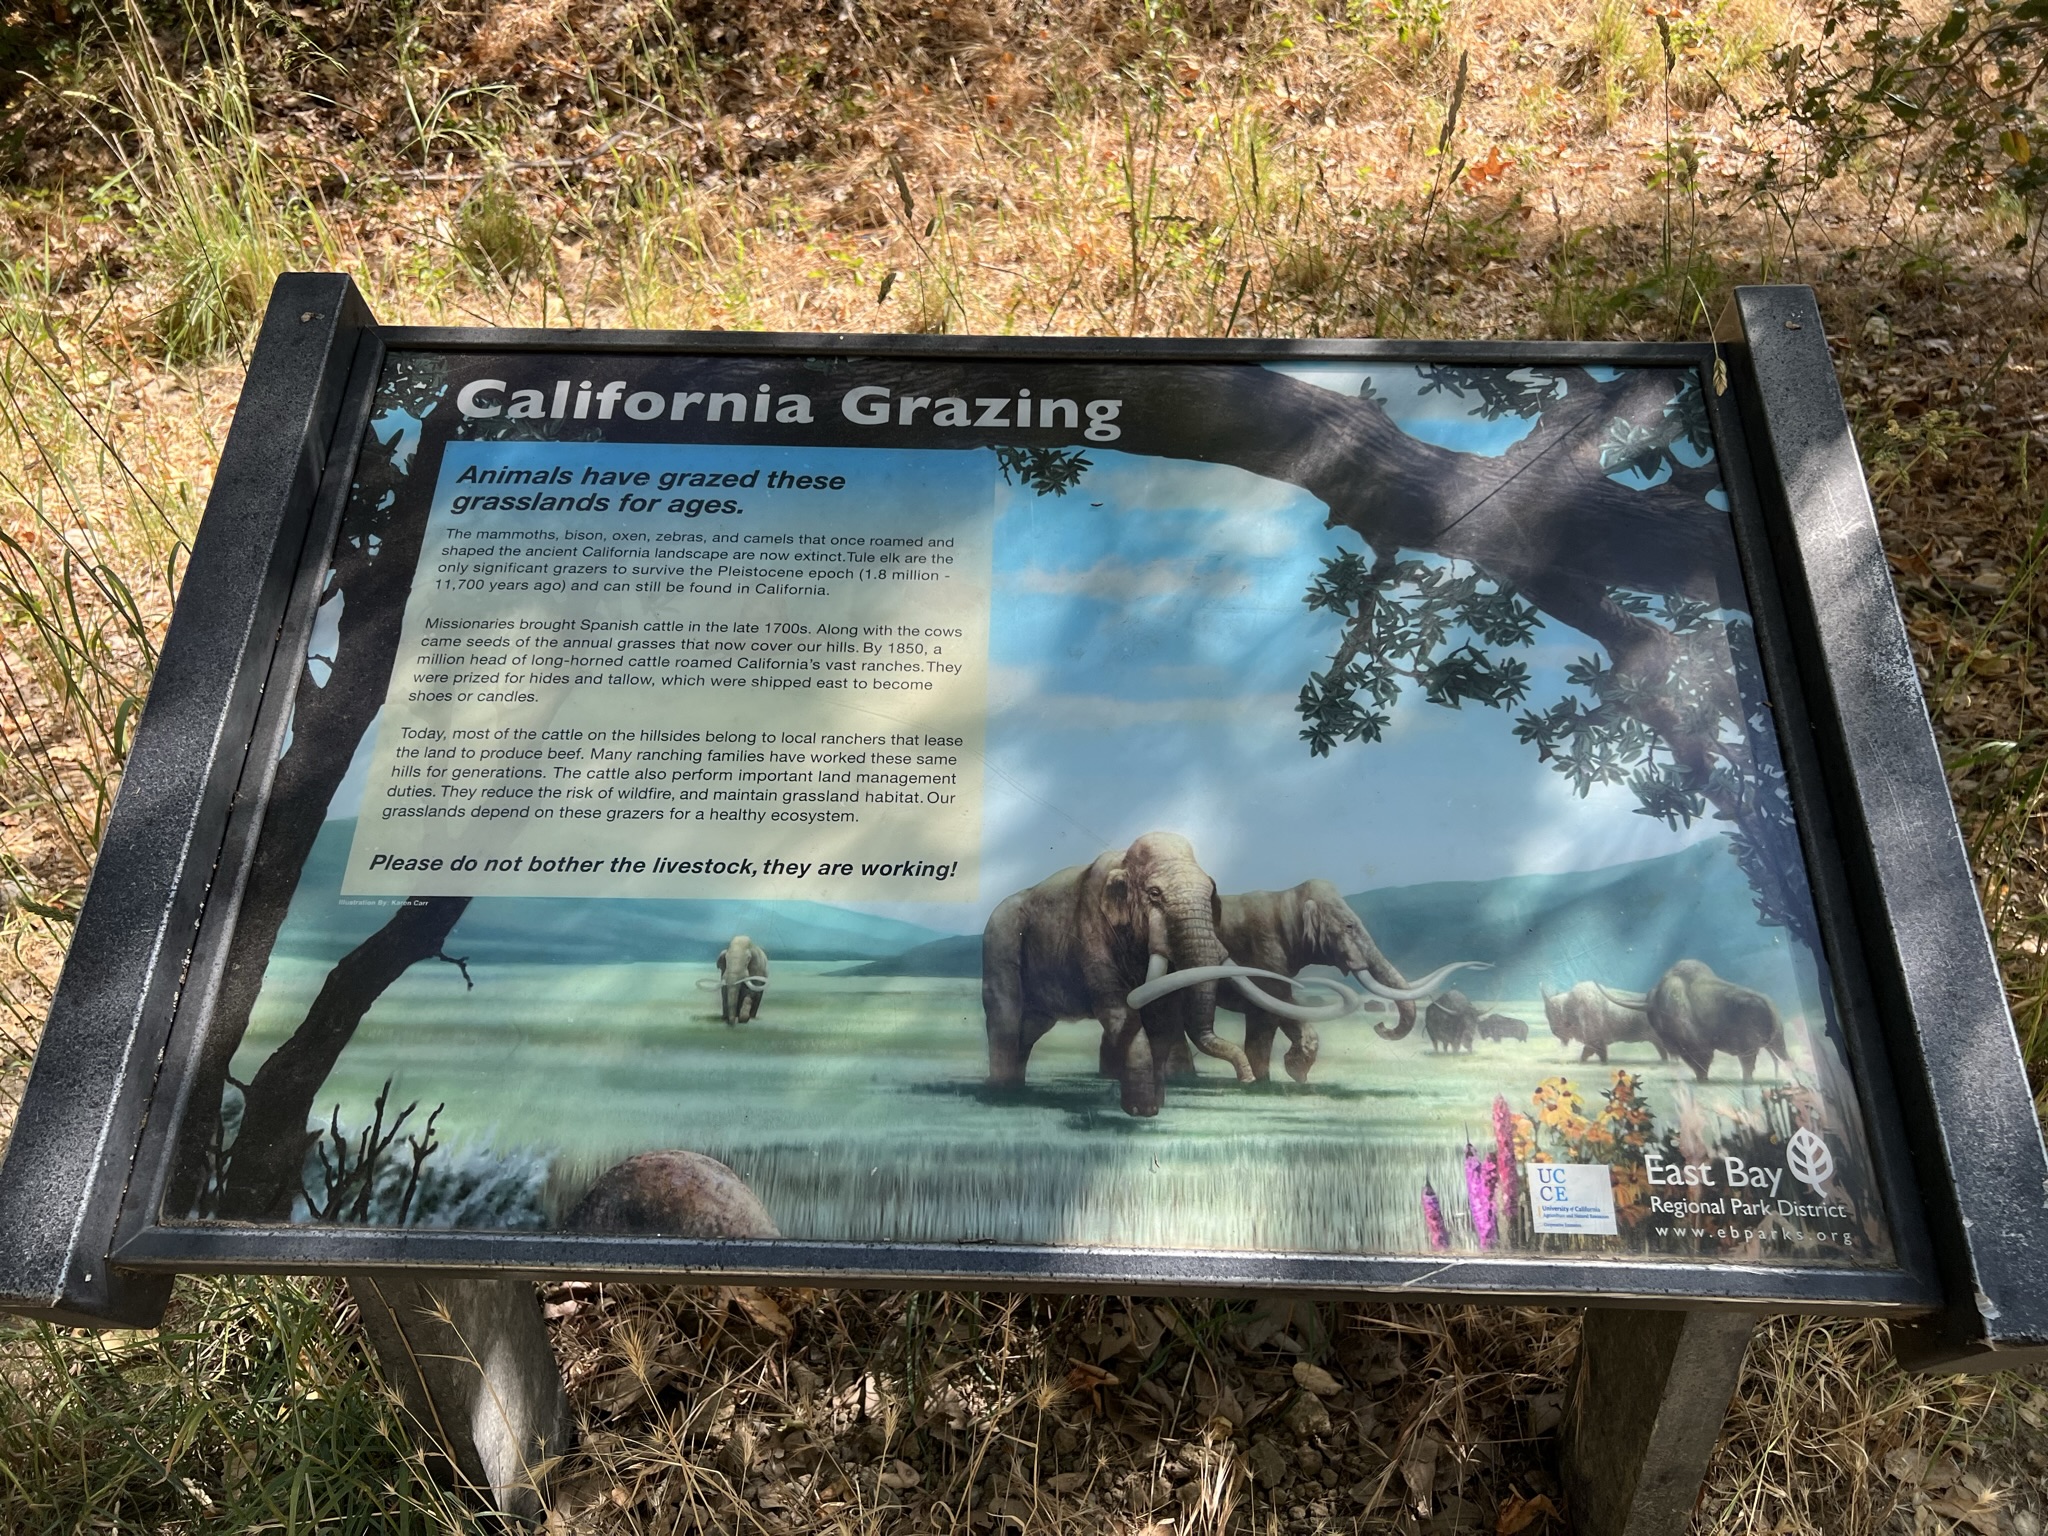 California Grazing
Animals have grazed these
grasslands for ages.
The mammoths, bison, oxen, zebras, and camels that once roamed and
shaped the ancient California landscape are now extinct. Tule elk are the
only significant grazers to survive the Pleistocene epoch (1.8 million -
11,700 years ago) and can still be found in California.
Missionaries brought Spanish cattle in the late 1700s. Along with the cows
came seeds of the annual grasses that now cover our hills. By 1850, a
million head of long-horned cattle roamed California's vast ranches. They
were prized for hides and tallow, which were shipped east to become
shoes or candles.
Today, most of the cattle on the hillsides belong to local ranchers that lease
the land to produce beef. Many ranching families have worked these same
hills for generations. The cattle also perform important land management
duties. They reduce the risk of wildfire, and maintain grassland habitat. Our
grasslands depend on these grazers for a healthy ecosystem.
Please do not bother the livestock, they are working!
Illustration By: Karen Carr
UC
CE
University of California
Agriculture and Natural Resources
Cooperative Extension
East Bay
Regional Park District
www.ebparks.org